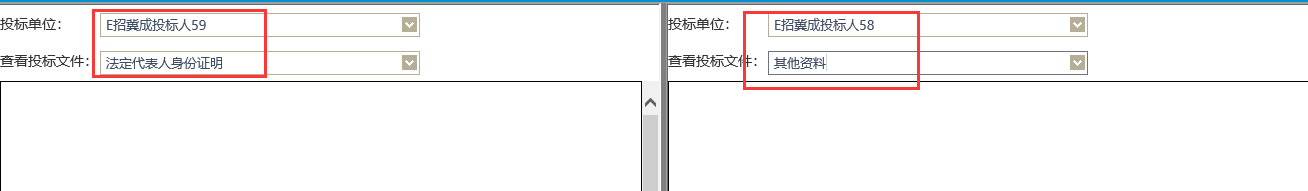 投标单位： E招冀成投标人59
查看投标文件： 法定代表人身份证明
投标单位： E招冀成投标人58
查看投标文件： 其他资料